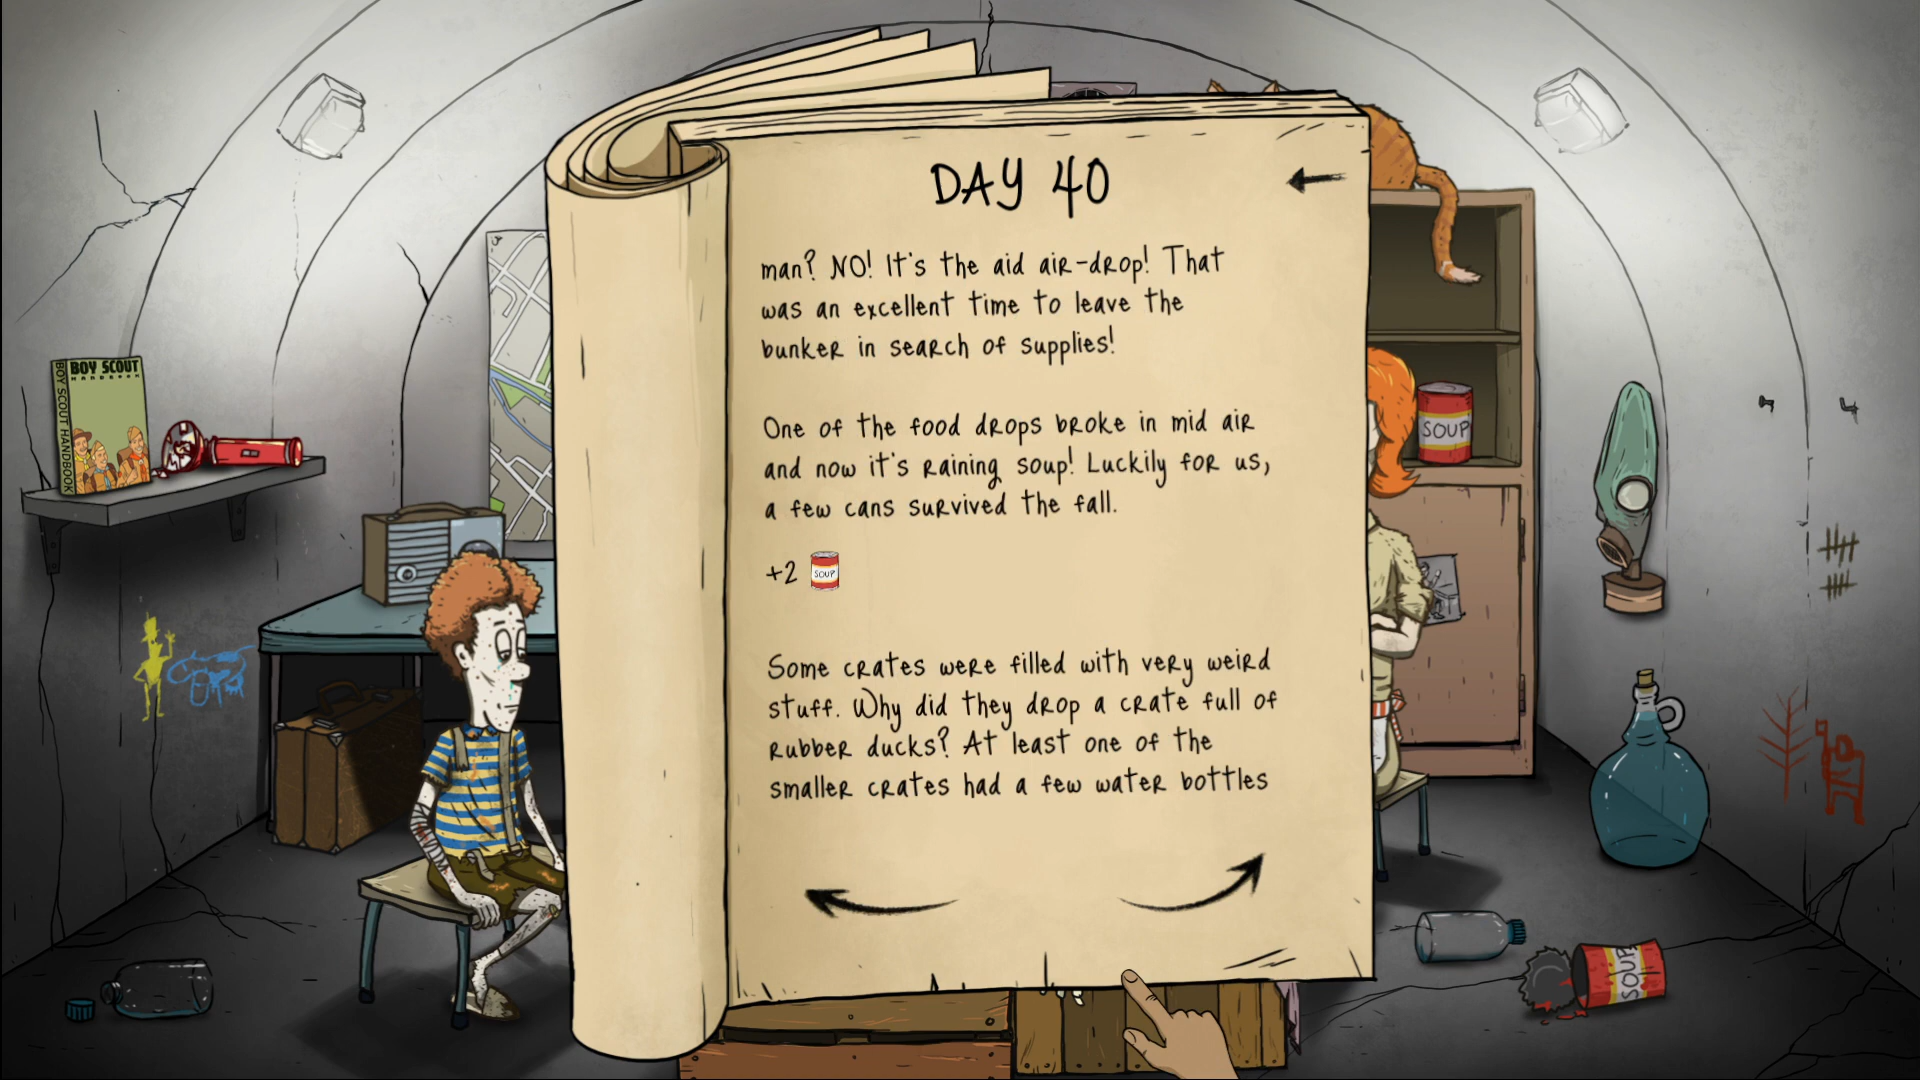 DAY 40
man? NO! It's the aid air-drop! That
was an excellent time to leave the
bunker in search of supplies!
One of the food drops broke in mid air
and now it's raining soup! Luckily for us,
a few cans survived the fall.
+2 SOUP
Some crates were filled with very weird
stuff. Why did they drop a crate full of
rubber ducks? At least one of the
smaller crates had a few water bottles
BOY SCOUT
HANDBOOK
BOY SCOUT HANDBOOK
SOUP
SOUP